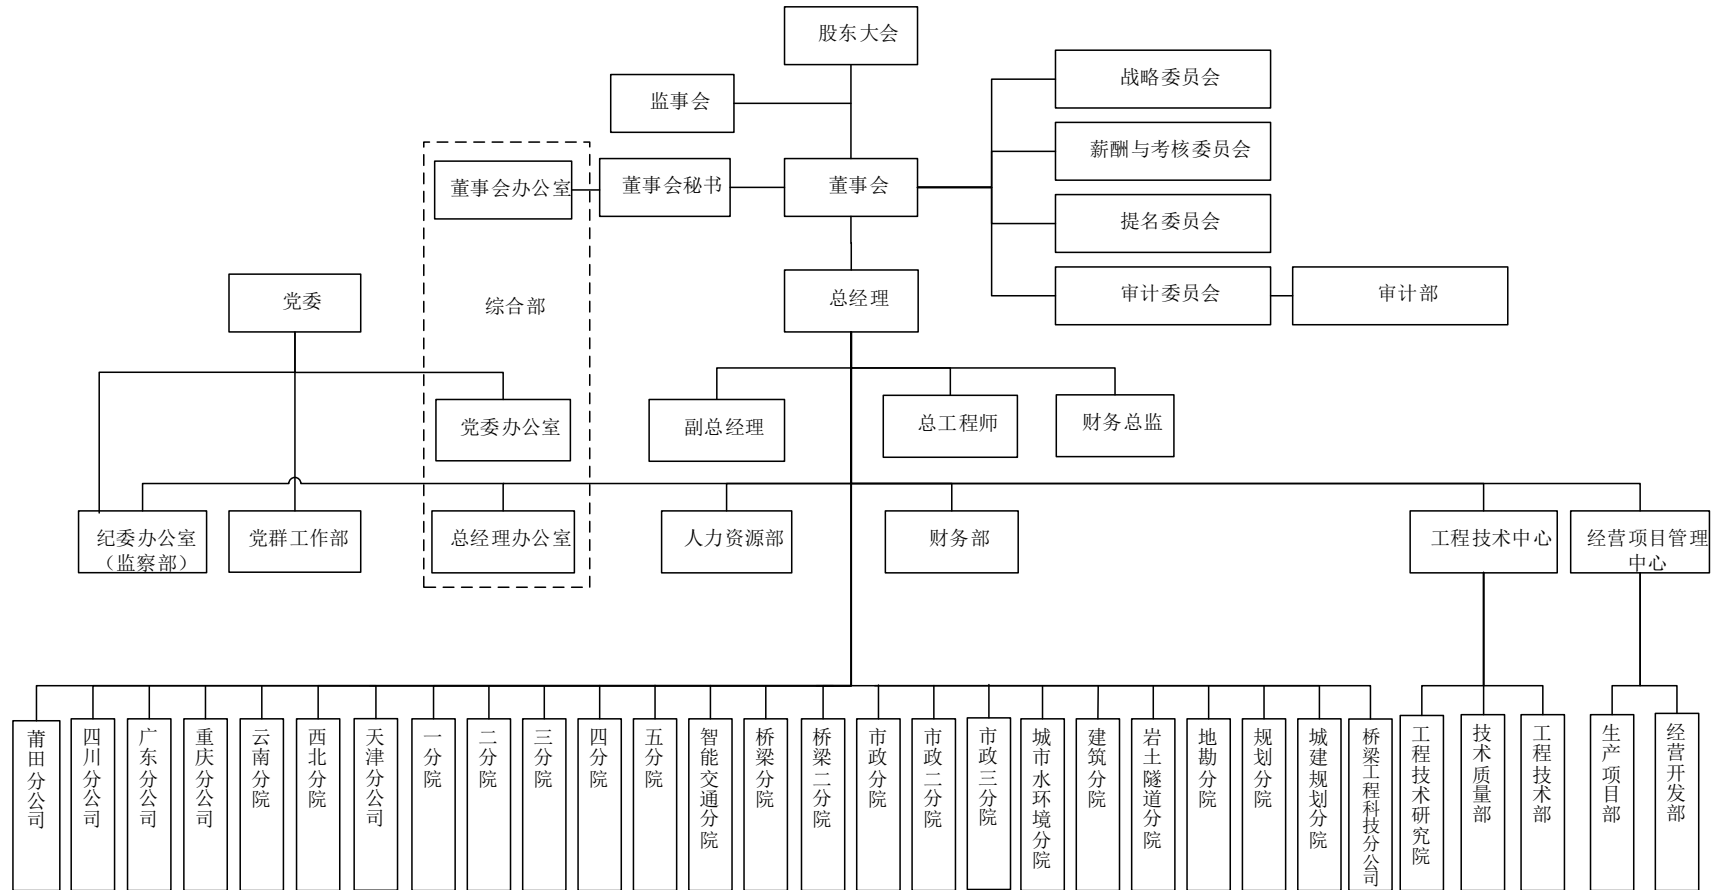 股东大会
监事会
战略委员会
薪酬与考核委员会
董事会办公室
董事会秘书
董事会
提名委员会
党委
综合部
总经理
审计委员会
审计部
党委办公室
副总经理
总工程师
财务总监
纪委办公室
（监察部）
党群工作部
总经理办公室
人力资源部
财务部
工程技术中心
经营项目管理
中心
莆田分公司
四川分公司
广东分公司
重庆分公司
云南分院
西北分院
天津分公司
一分院
二分院
三分院
四分院
五分院
智能交通分院
桥梁分院
桥梁二分院
市政分院
市政二分院
市政三分院
城市水环境分院
建筑分院
岩土隧道分院
地勘分院
规划分院
城建规划分院
桥梁工程科技分公司
工程技术研究院
技术质量部
工程技术部
生产项目部
经营开发部